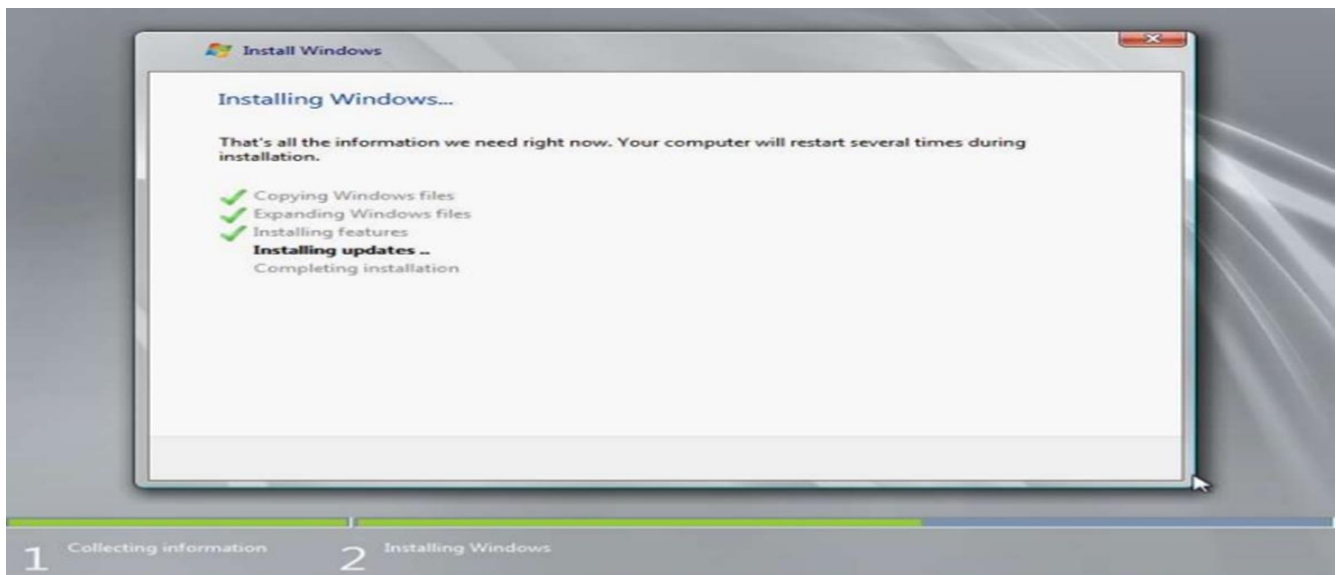 Install Windows
Installing Windows...
That's all the information we need right now. Your computer will restart several times during
installation.
Copying Windows files
Expanding Windows files
Installing features
Installing updates ..
Completing installation
1 Collecting information 2 Installing Windows